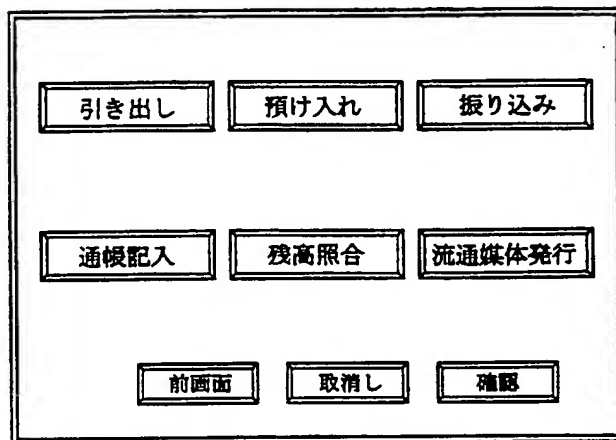 引き出し 預け入れ 振り込み
通帳記入 残高照合 流通媒体発行
前画面 取消し 確認